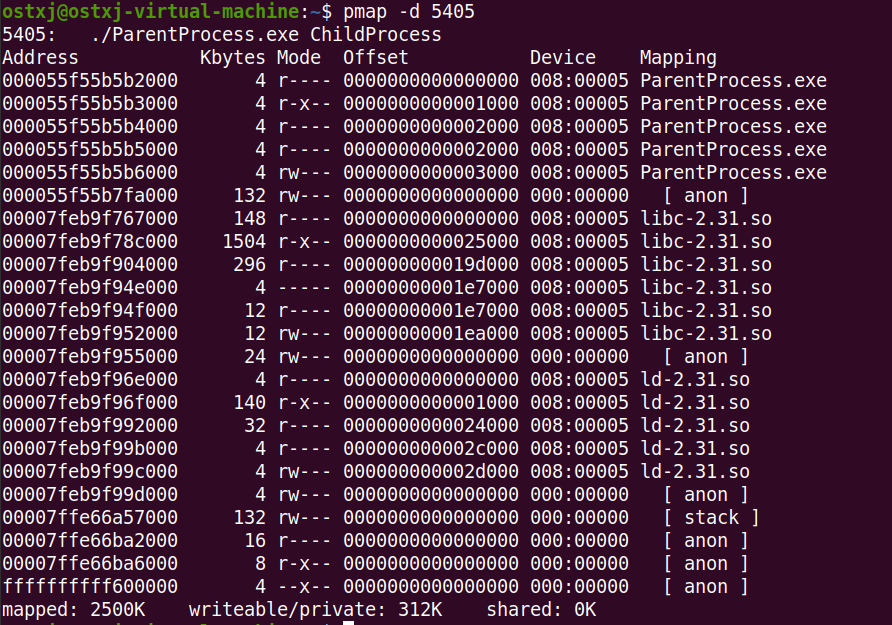 ostxj@ostxj-virtual-machine:~$ pmap -d 5405
5405:   ./ParentProcess.exe ChildProcess
Address           Kbytes Mode  Offset           Device    Mapping
000055f55b5b2000       4 r---- 0000000000000000 008:00005 ParentProcess.exe
000055f55b5b3000       4 r-x-- 0000000000001000 008:00005 ParentProcess.exe
000055f55b5b4000       4 r---- 0000000000002000 008:00005 ParentProcess.exe
000055f55b5b5000       4 r---- 0000000000002000 008:00005 ParentProcess.exe
000055f55b5b6000       4 rw--- 0000000000003000 008:00005 ParentProcess.exe
000055f55b7fa000     132 rw--- 0000000000000000 000:00000   [ anon ]
00007feb9f767000     148 r---- 0000000000000000 008:00005 libc-2.31.so
00007feb9f78c000    1504 r-x-- 0000000000025000 008:00005 libc-2.31.so
00007feb9f904000     296 r---- 000000000019d000 008:00005 libc-2.31.so
00007feb9f94e000       4 ----- 00000000001e7000 008:00005 libc-2.31.so
00007feb9f94f000      12 r---- 00000000001e7000 008:00005 libc-2.31.so
00007feb9f952000      12 rw--- 00000000001ea000 008:00005 libc-2.31.so
00007feb9f955000      24 rw--- 0000000000000000 000:00000   [ anon ]
00007feb9f96e000       4 r---- 0000000000000000 008:00005 ld-2.31.so
00007feb9f96f000     140 r-x-- 0000000000001000 008:00005 ld-2.31.so
00007feb9f992000      32 r---- 0000000000024000 008:00005 ld-2.31.so
00007feb9f99b000       4 r---- 000000000002c000 008:00005 ld-2.31.so
00007feb9f99c000       4 rw--- 000000000002d000 008:00005 ld-2.31.so
00007feb9f99d000       4 rw--- 0000000000000000 000:00000   [ anon ]
00007ffe66a57000     132 rw--- 0000000000000000 000:00000   [ stack ]
00007ffe66ba2000      16 r---- 0000000000000000 000:00000   [ anon ]
00007ffe66ba6000       8 r-x-- 0000000000000000 000:00000   [ anon ]
ffffffffff600000       4 --x-- 0000000000000000 000:00000   [ anon ]
mapped: 2500K    writeable/private: 312K    shared: 0K